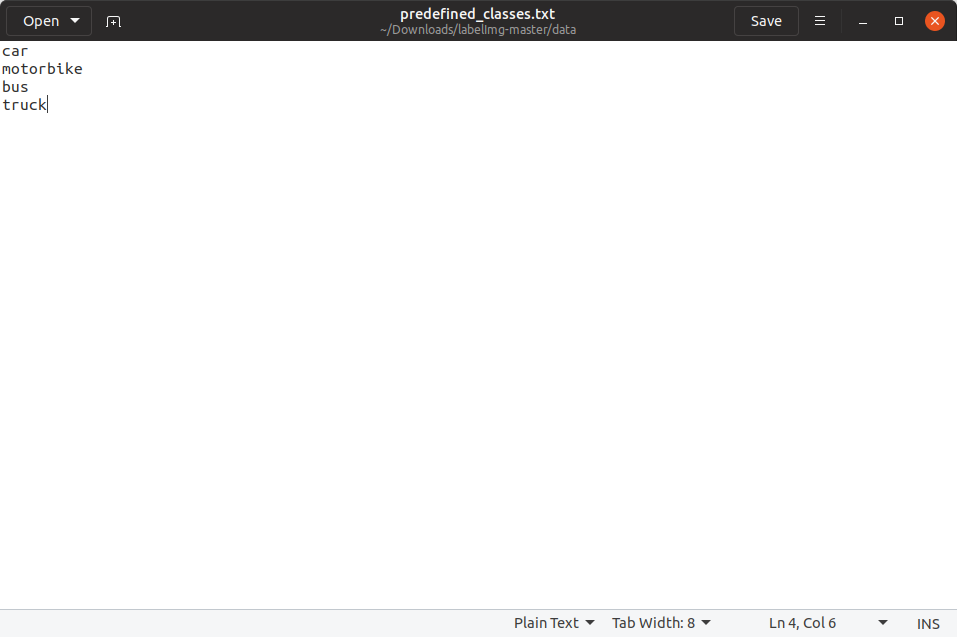 Open
predefined_classes.txt
~/Downloads/labelImg-master/data
Save
car
motorbike
bus
truck
Plain Text
Tab Width: 8
Ln 4, Col 6
INS